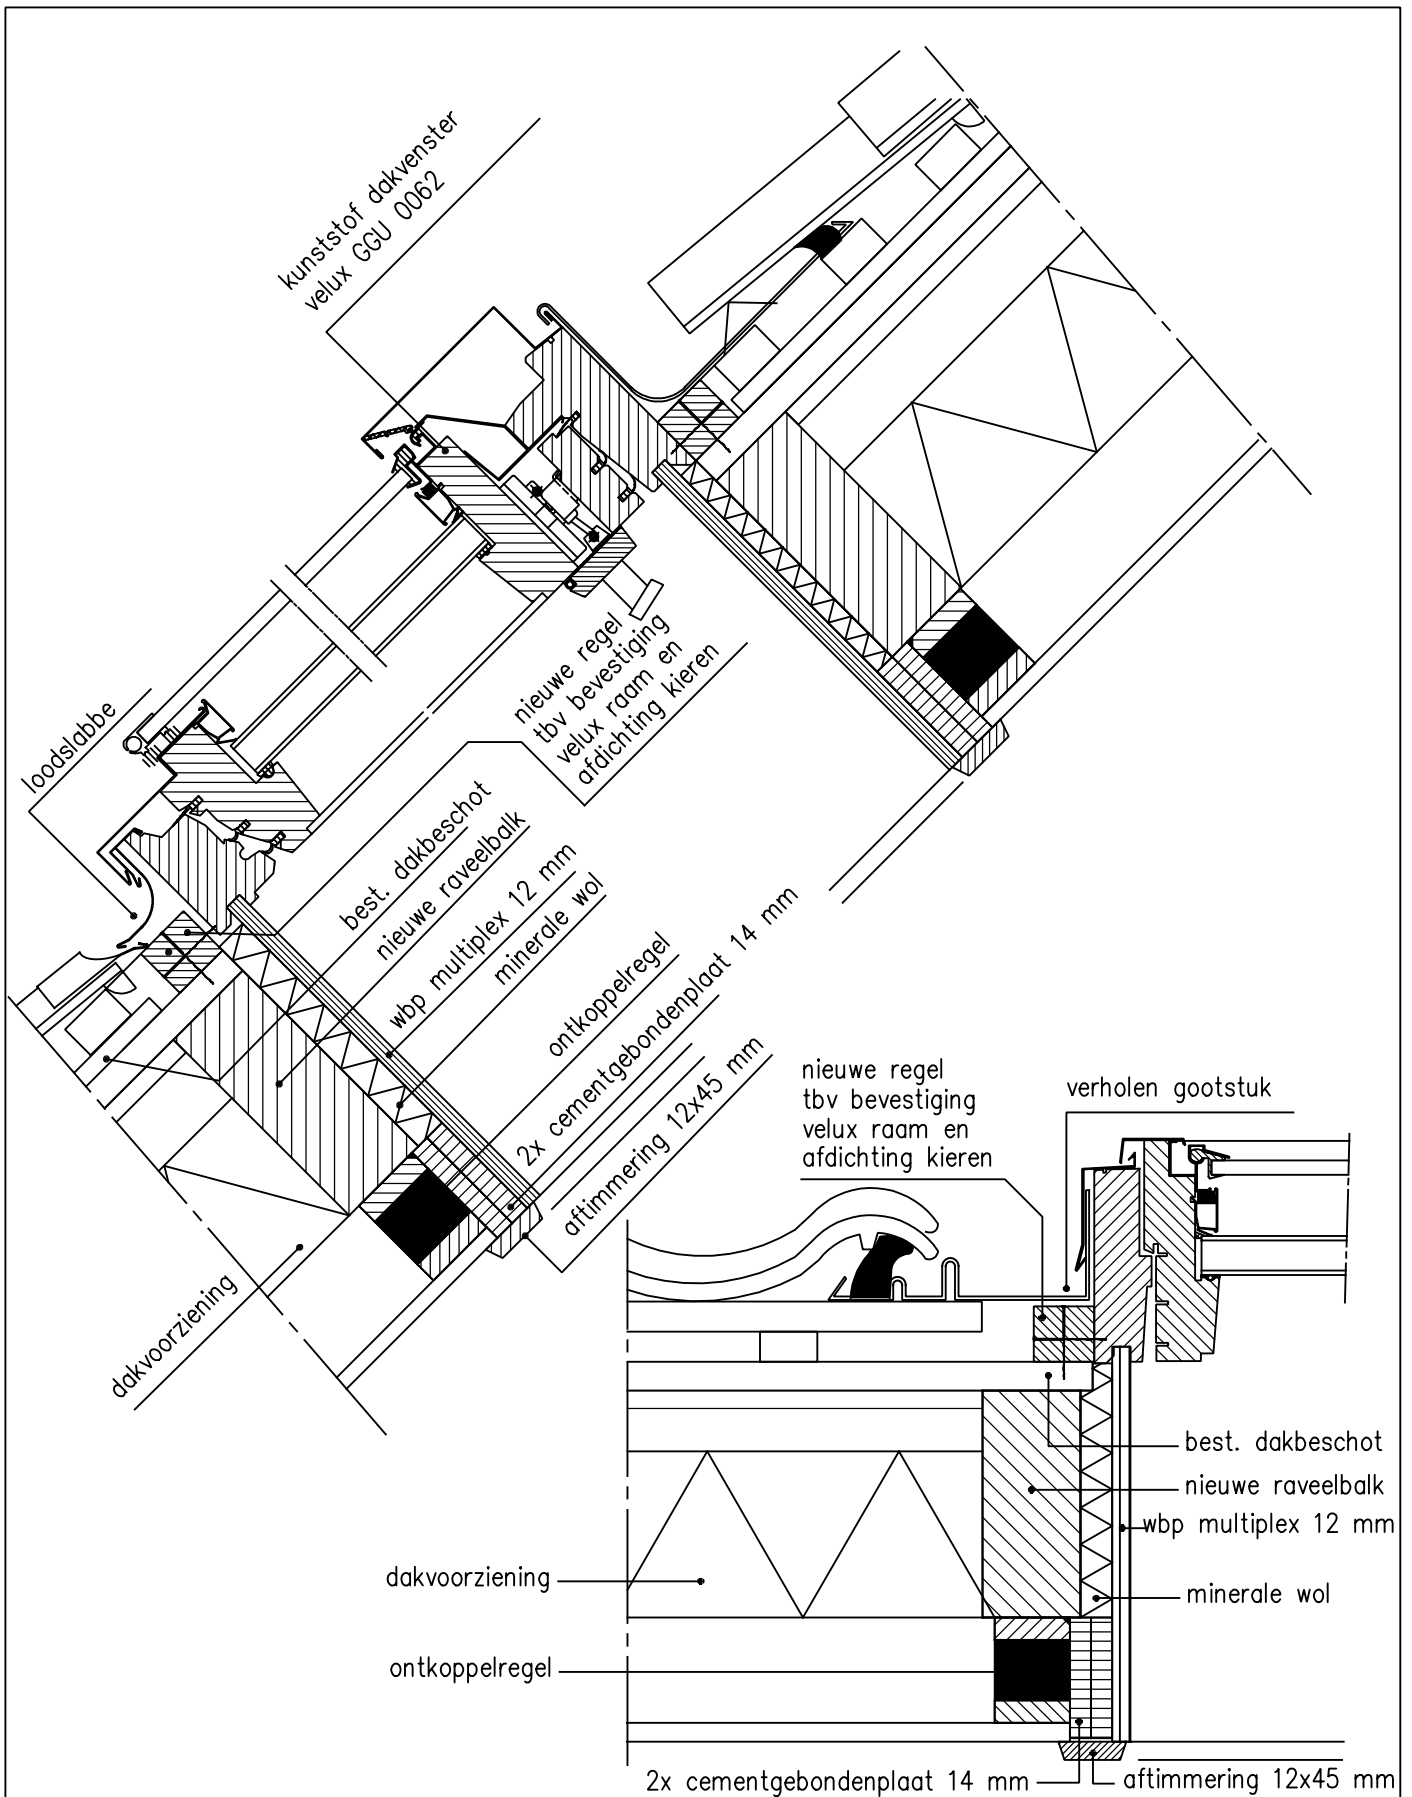 kunststof dakvenster
velux GGU 0062
nieuwe regel
tbv bevestiging
velux raam en
afdichting kieren
loodslabbe
best. dakbeschot
nieuwe raveelbalk
wbp multiplex 12 mm
minerale wol
ontkoppelregel
2x cementgebondenplaat 14 mm
aftimmering 12x45 mm
dakvoorziening
nieuwe regel
tbv bevestiging
velux raam en
afdichting kieren
verholen gootstuk
best. dakbeschot
nieuwe raveelbalk
wbp multiplex 12 mm
dakvoorziening
minerale wol
ontkoppelregel
2x cementgebondenplaat 14 mm
aftimmering 12x45 mm